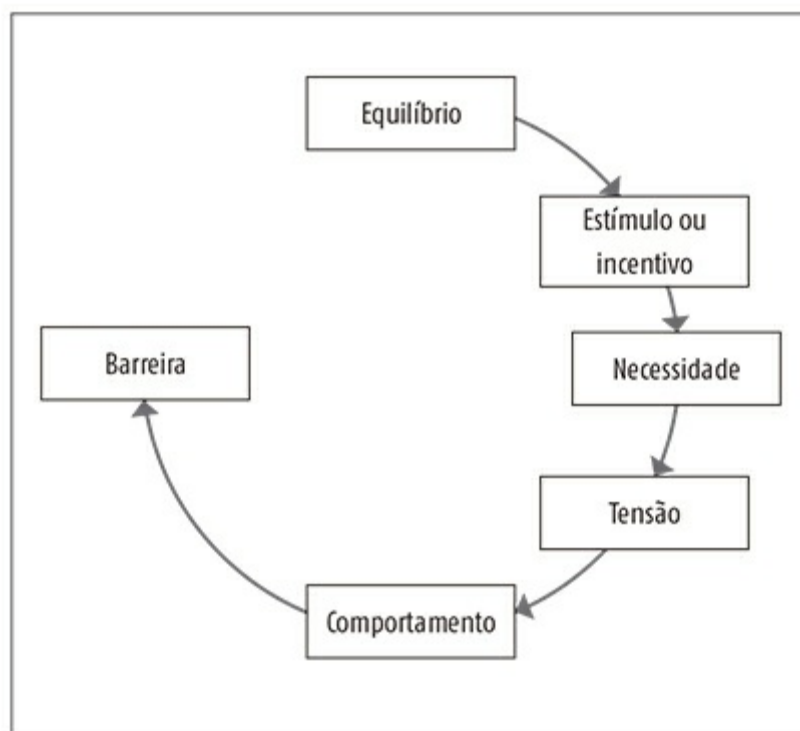 Equilíbrio
Estímulo ou
incentivo
Necessidade
Tensão
Comportamento
Barreira